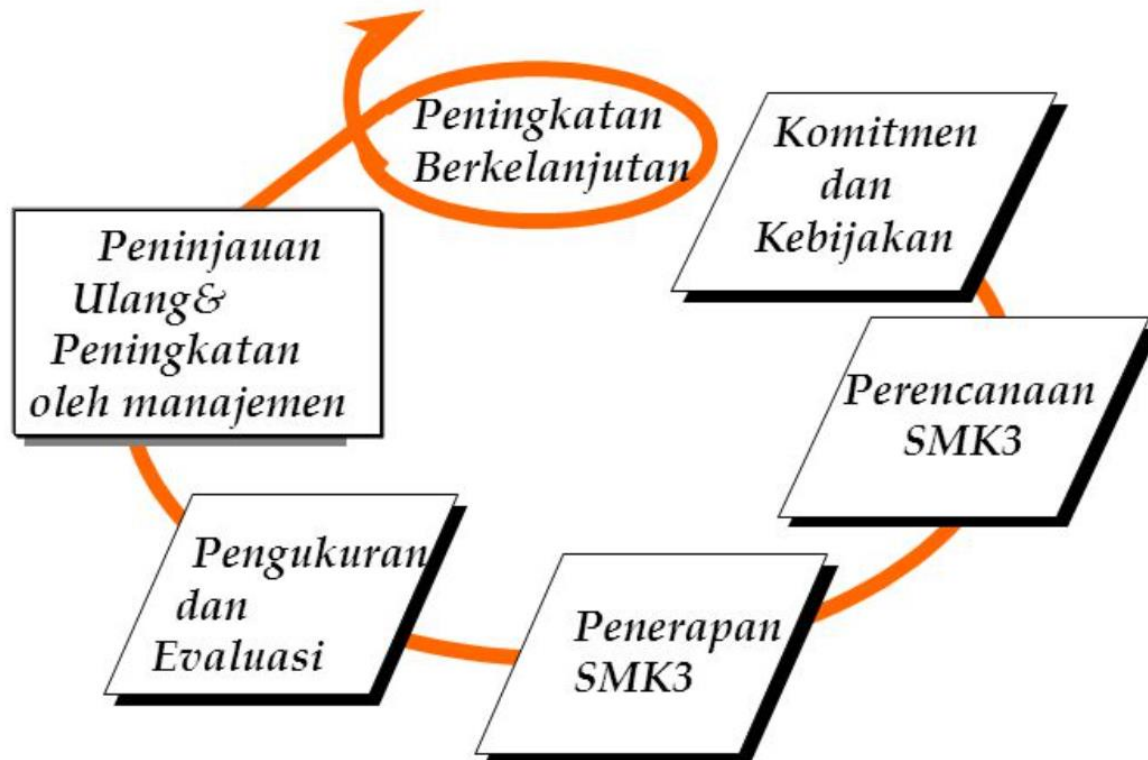 Peningkatan
Berkelanjutan
Komitmen
dan
Kebijakan
Perencanaan
SMK3
Penerapan
SMK3
Pengukuran
dan
Evaluasi
Peninjauan
Ulang&
Peningkatan
oleh manajemen